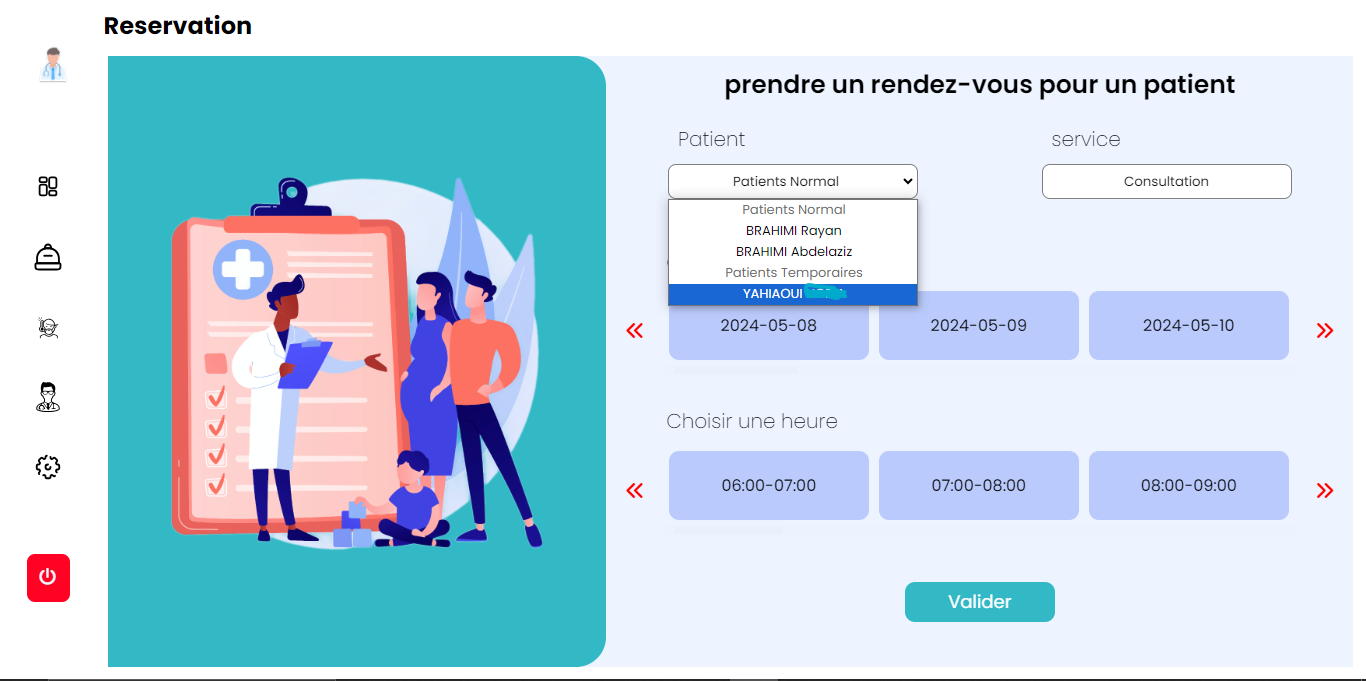 Reservation
prendre un rendez-vous pour un patient
Patient
service
Patients Normal
Consultation
Patients Normal
BRAHIMI Rayan
BRAHIMI Abdelaziz
Patients Temporaires
YAHIAOUI
2024-05-08
2024-05-09
2024-05-10
Choisir une heure
06:00-07:00
07:00-08:00
08:00-09:00
Valider